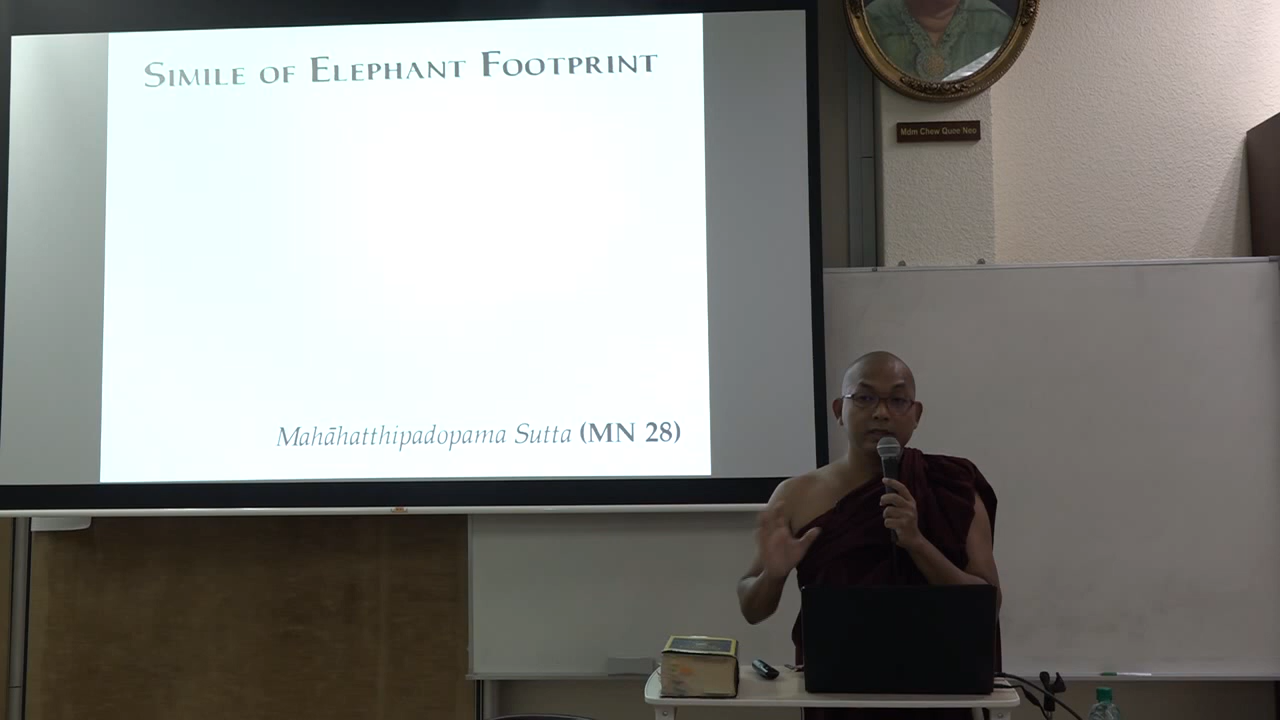 Simile of Elephant Footprint
Mahāhatthipadopama Sutta (MN 28)
Mdm Chew Quee Neo